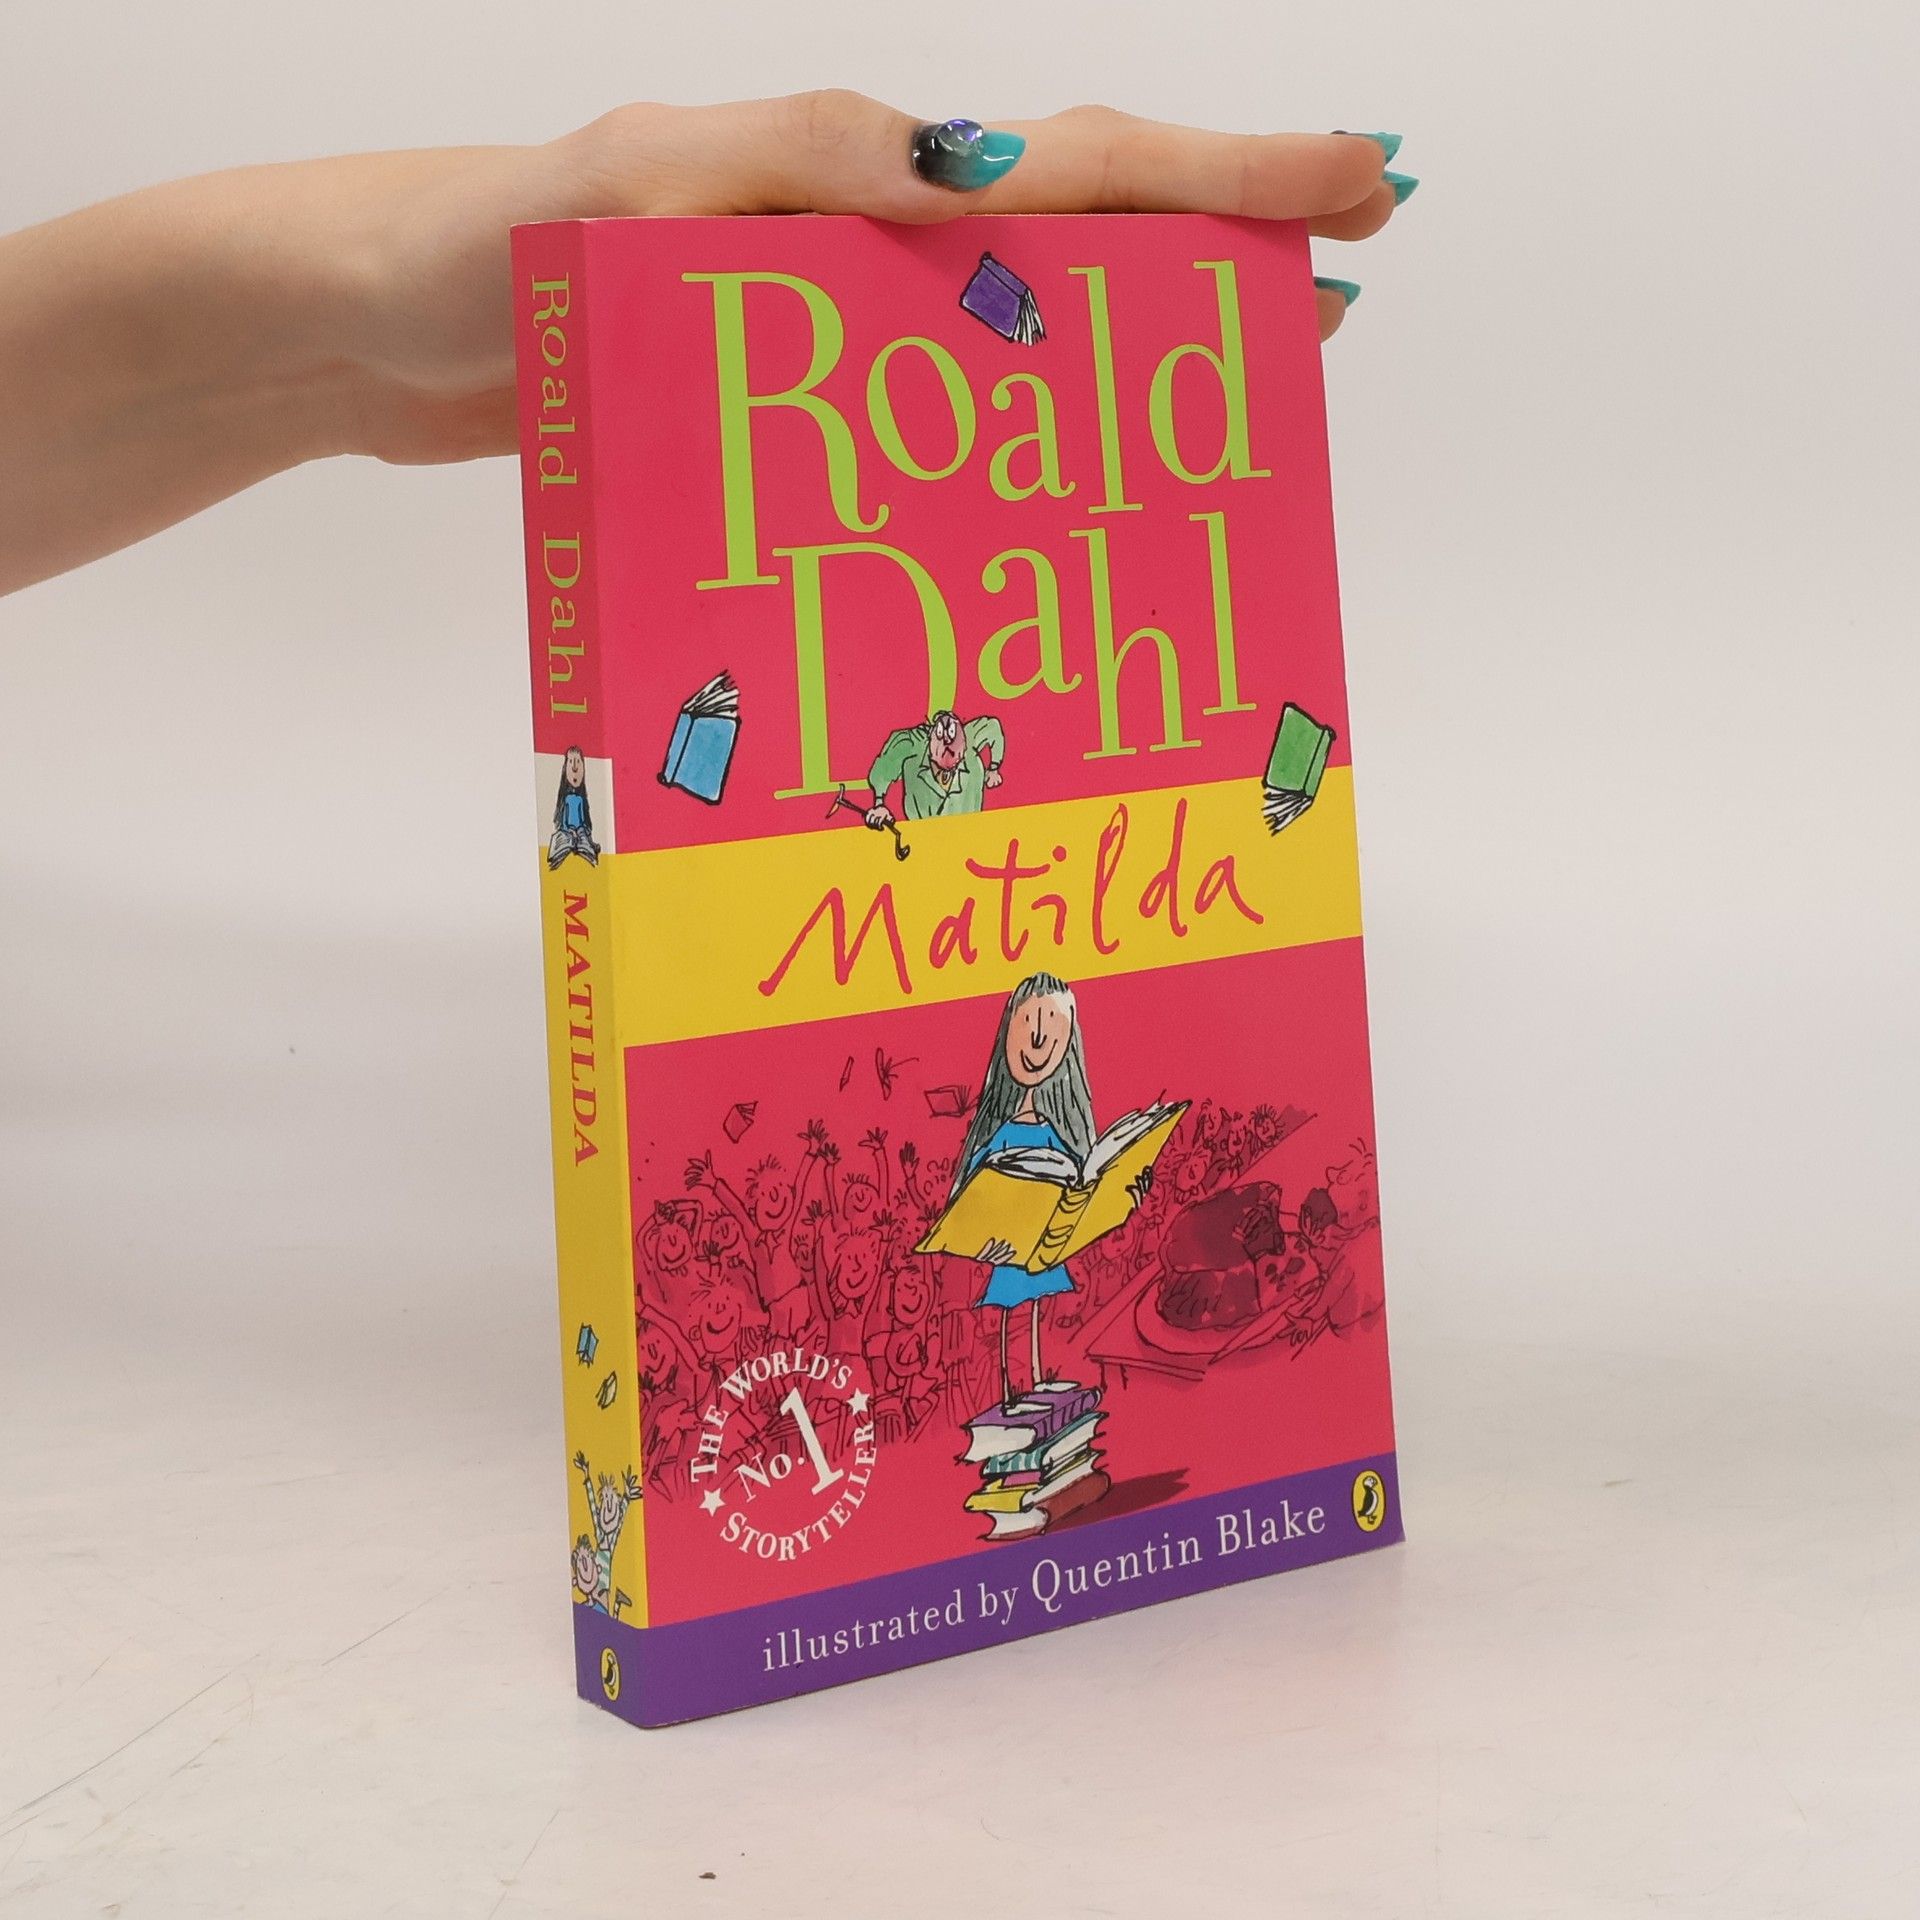 Roald Dahl
MATILDA
Roald
Dahl
Matilda
THE WORLD'S
No. 1
STORYTELLER
illustrated by Quentin Blake